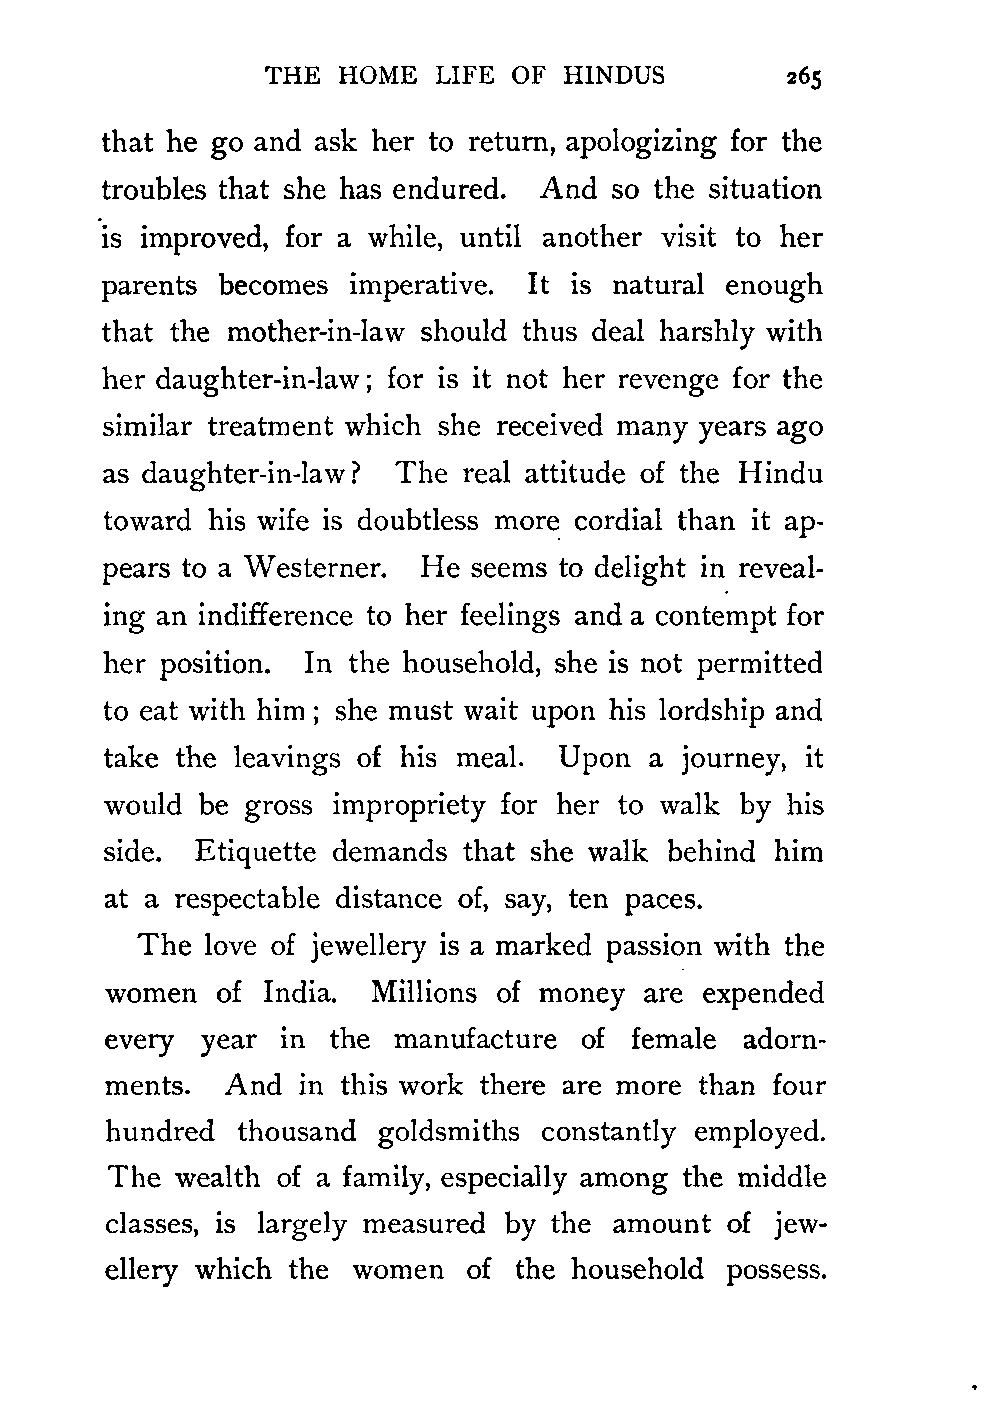 THE HOME LIFE OF HINDUS 265
that he go and ask her to return, apologizing for the
troubles that she has endured. And so the situation
is improved, for a while, until another visit to her
parents becomes imperative. It is natural enough
that the mother-in-law should thus deal harshly with
her daughter-in-law; for is it not her revenge for the
similar treatment which she received many years ago
as daughter-in-law? The real attitude of the Hindu
toward his wife is doubtless more cordial than it ap-
pears to a Westerner. He seems to delight in reveal-
ing an indifference to her feelings and a contempt for
her position. In the household, she is not permitted
to eat with him; she must wait upon his lordship and
take the leavings of his meal. Upon a journey, it
would be gross impropriety for her to walk by his
side. Etiquette demands that she walk behind him
at a respectable distance of, say, ten paces.
The love of jewellery is a marked passion with the
women of India. Millions of money are expended
every year in the manufacture of female adorn-
ments. And in this work there are more than four
hundred thousand goldsmiths constantly employed.
The wealth of a family, especially among the middle
classes, is largely measured by the amount of jew-
ellery which the women of the household possess.